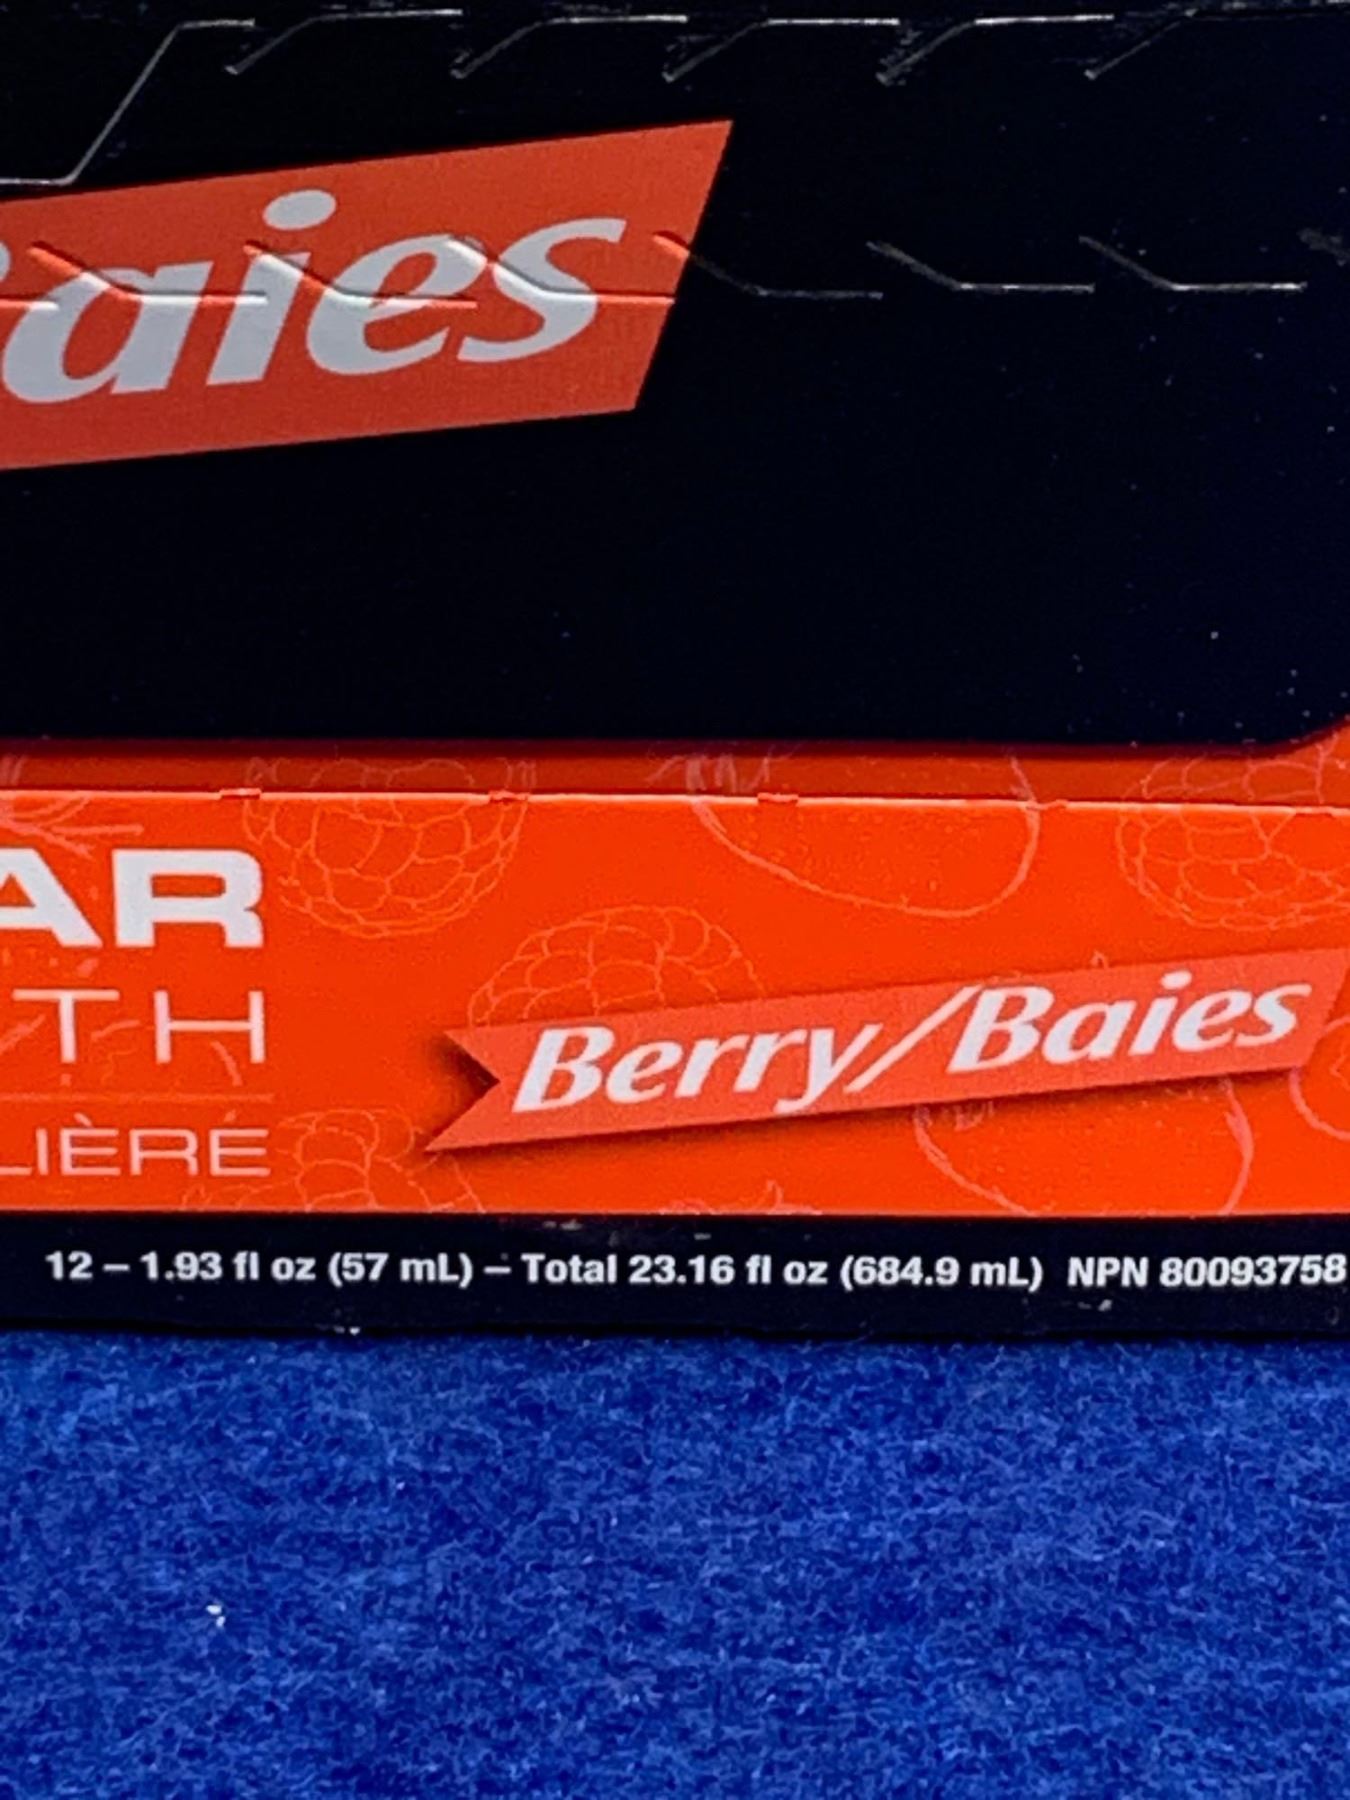 Baies
AR
TH
LIÈRÉ
Berry/Baies
12 – 1.93 fl oz (57 mL) – Total 23.16 fl oz (684.9 mL) NPN 80093758